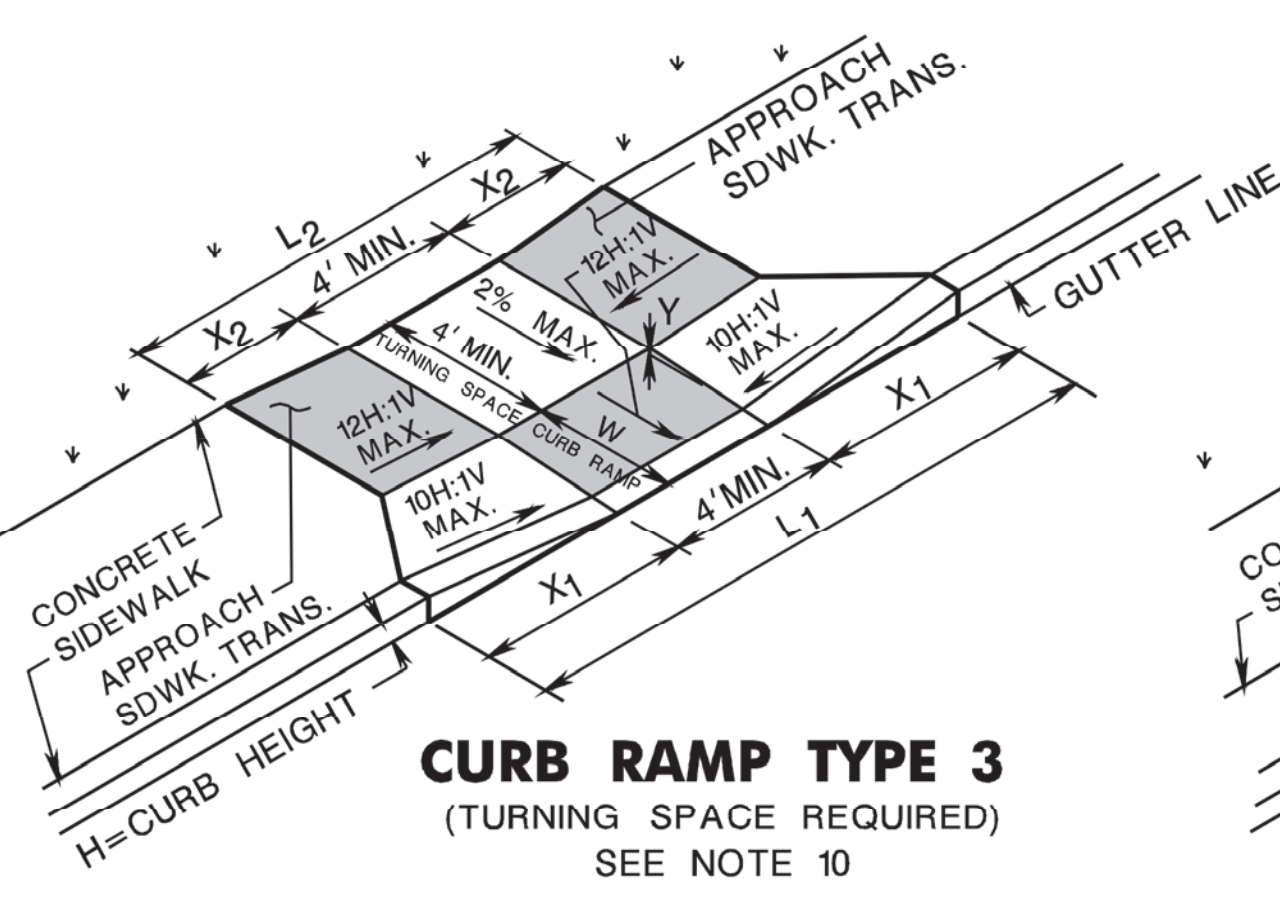 APPROACH
SDWK. TRANS.
GUTTER LINE
L2
X2
4' MIN.
X2
12H:1V
MAX.
2% MAX.
Y
10H:1V
MAX.
4' MIN.
TURNING SPACE
12H:1V
MAX.
W
CURB RAMP
10H:1V
MAX.
X1
4' MIN.
L1
X1
CONCRETE
SIDEWALK
APPROACH
SDWK. TRANS.
H=CURB HEIGHT
CURB RAMP TYPE 3
(TURNING SPACE REQUIRED)
SEE NOTE 10